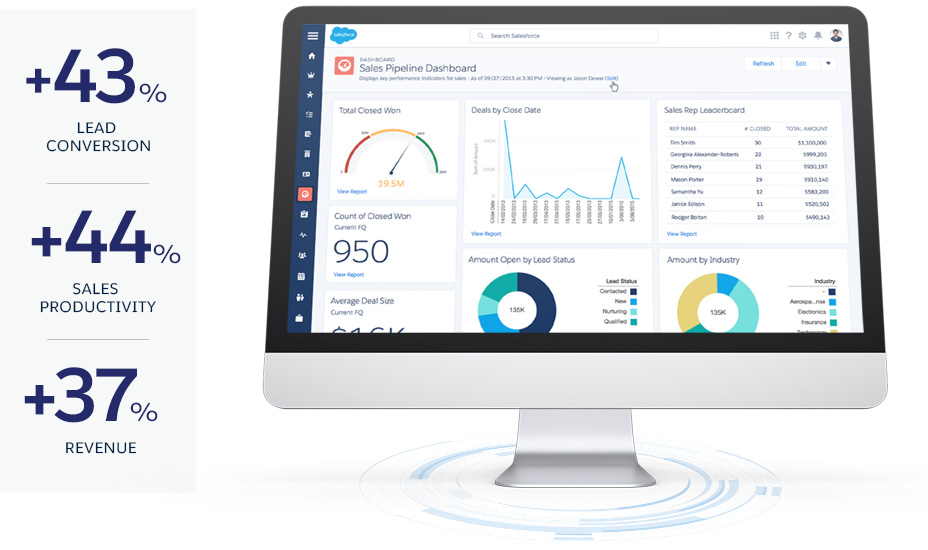 +43%
LEAD
CONVERSION
+44%
SALES
PRODUCTIVITY
+37%
REVENUE
salesforce
Search Salesforce
?
DASHBOARD
Sales Pipeline Dashboard
Displays key performance indicators for sales · As of 09/27/2015 at 3:30 PM · Viewing as Jason Dewar (Edit)
Refresh
Edit
Total Closed Won
19.5M
View Report
Count of Closed Won
Current FQ
950
View Report
Average Deal Size
Current FQ
Deals by Close Date
Sum of Amount
400K
200K
0
Close Date
View Report
Sales Rep Leaderboard
REP NAME # CLOSED TOTAL AMOUNT
Tim Smith 30 $1,100,000
Georgina Alexander-Roberts 22 $999,203
Dennis Perry 21 $930,197
Mason Porter 19 $910,140
Samantha Yu 12 $583,200
Janice Edison 11 $520,502
Rodger Bolten 10 $490,143
View Report
Amount Open by Lead Status
135K
Lead Status
Contacted
New
Nurturing
Qualified
Amount by Industry
135K
Industry
-
Aerospa...nse
Electronics
Insurance